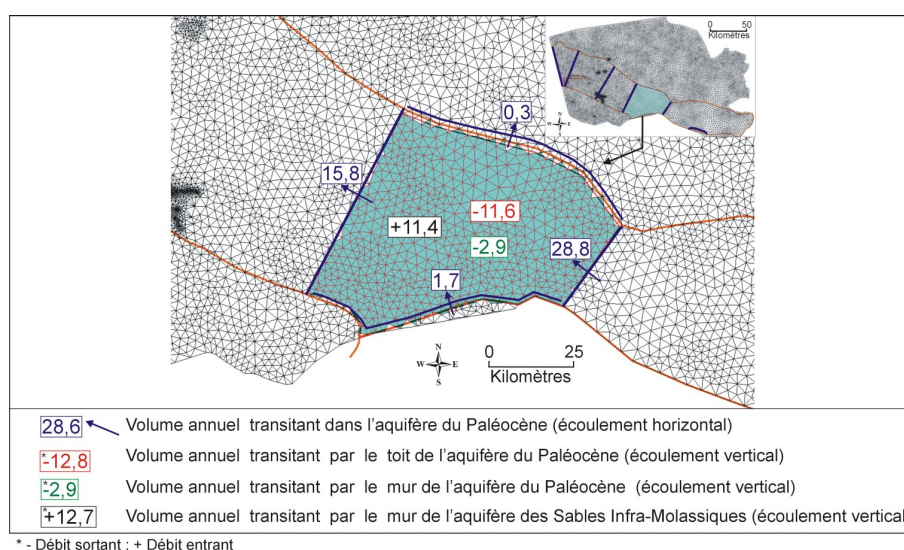 0 50
Kilomètres
N
W E
S
0,3
15,8
-11,6
+11,4
-2,9
28,8
1,7
N
W E
S
0 25
Kilomètres
28,6 Volume annuel transitant dans l'aquifère du Paléocène (écoulement horizontal)
*-12,8 Volume annuel transitant par le toit de l'aquifère du Paléocène (écoulement vertical)
*-2,9 Volume annuel transitant par le mur de l'aquifère du Paléocène (écoulement vertical)
*+12,7 Volume annuel transitant par le mur de l'aquifère des Sables Infra-Molassiques (écoulement vertical
* - Débit sortant ; + Débit entrant